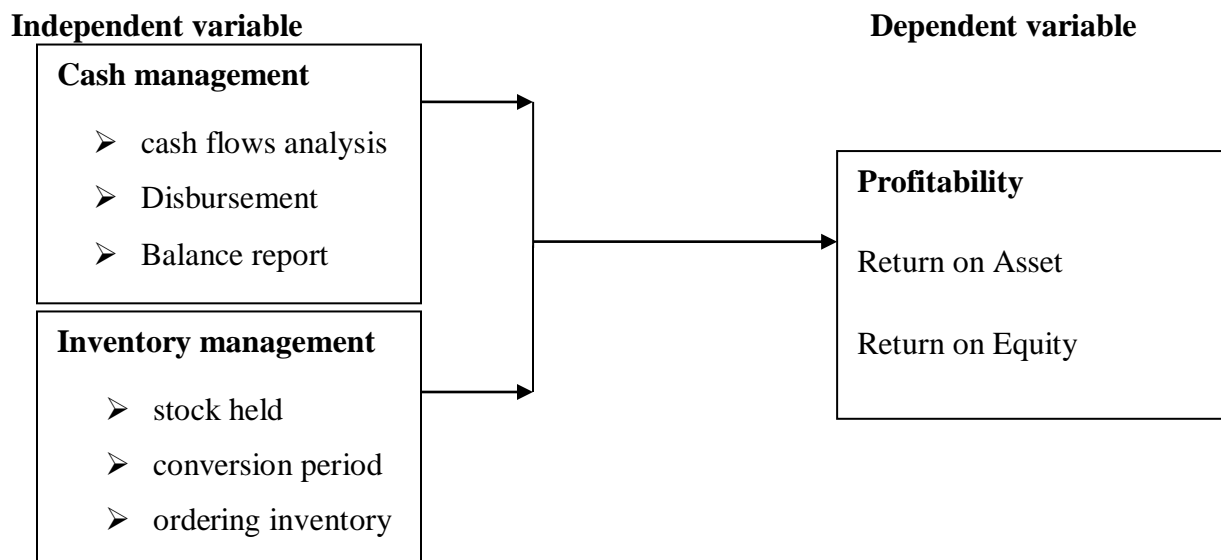 Independent variable
Dependent variable
Cash management
➢ cash flows analysis
➢ Disbursement
➢ Balance report
Inventory management
➢ stock held
➢ conversion period
➢ ordering inventory
Profitability
Return on Asset
Return on Equity